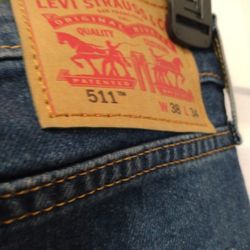 LEVI STRAUSS & CO
ORIGINAL
QUALITY
PATENTED
511™
W 38 L 34